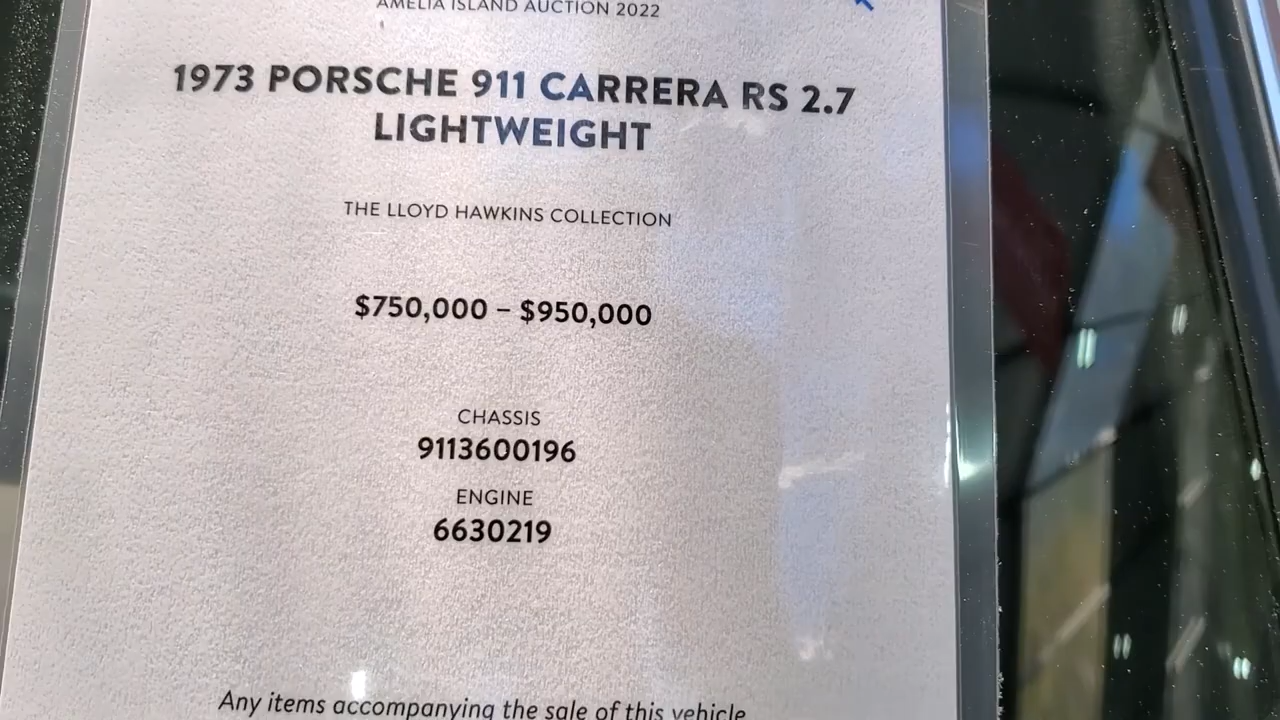 AMELIA ISLAND AUCTION 2022
1973 PORSCHE 911 CARRERA RS 2.7
LIGHTWEIGHT
THE LLOYD HAWKINS COLLECTION
$750,000 – $950,000
CHASSIS
9113600196
ENGINE
6630219
Any items accompanying the sale of this vehicle